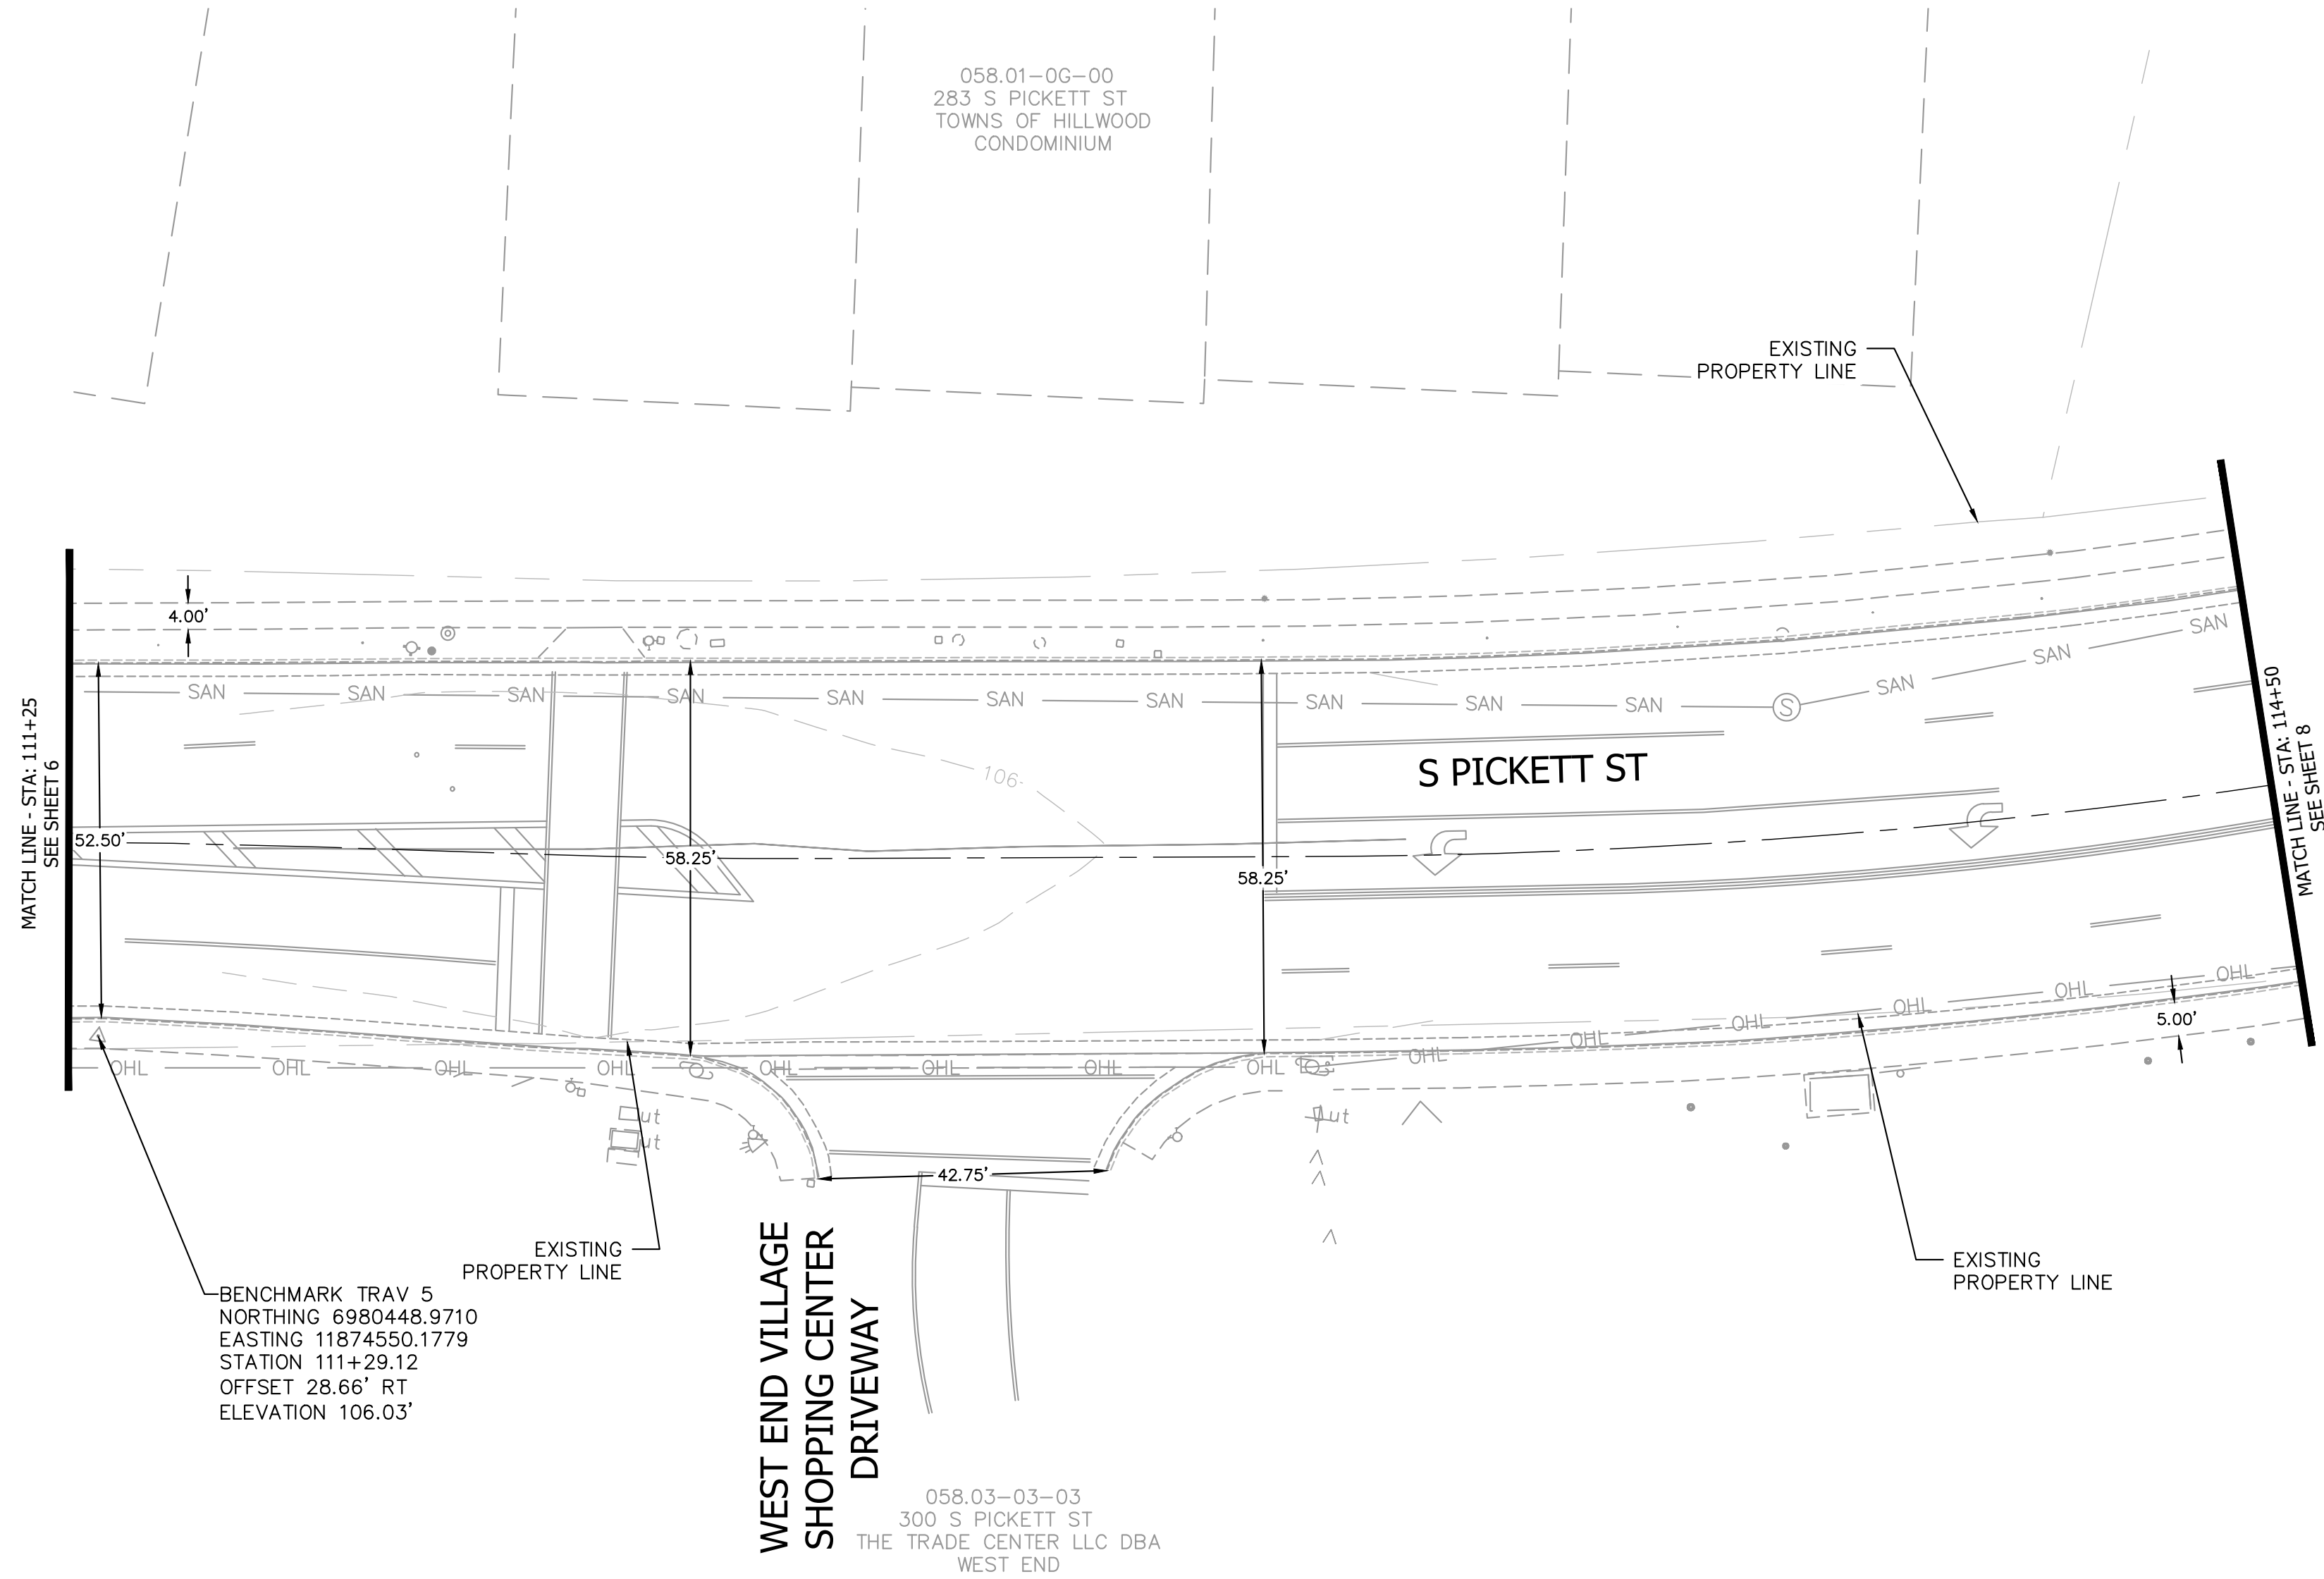 058.01-0G-00
283 S PICKETT ST
TOWNS OF HILLWOOD
CONDOMINIUM
EXISTING
PROPERTY LINE
4.00'
MATCH LINE - STA: 111+25
SEE SHEET 6
MATCH LINE - STA: 114+50
SEE SHEET 8
SAN
SAN
SAN
SAN
SAN
SAN
SAN
SAN
SAN
SAN
S
SAN
SAN
SAN
106
S PICKETT ST
52.50'
58.25'
58.25'
OHL
OHL
OHL
OHL
OHL
OHL
OHL
OHL
OHL
OHL
OHL
OHL
OHL
OHL
5.00'
ut
ut
ut
42.75'
EXISTING
PROPERTY LINE
EXISTING
PROPERTY LINE
BENCHMARK TRAV 5
NORTHING 6980448.9710
EASTING 11874550.1779
STATION 111+29.12
OFFSET 28.66' RT
ELEVATION 106.03'
WEST END VILLAGE
SHOPPING CENTER
DRIVEWAY
058.03-03-03
300 S PICKETT ST
THE TRADE CENTER LLC DBA
WEST END